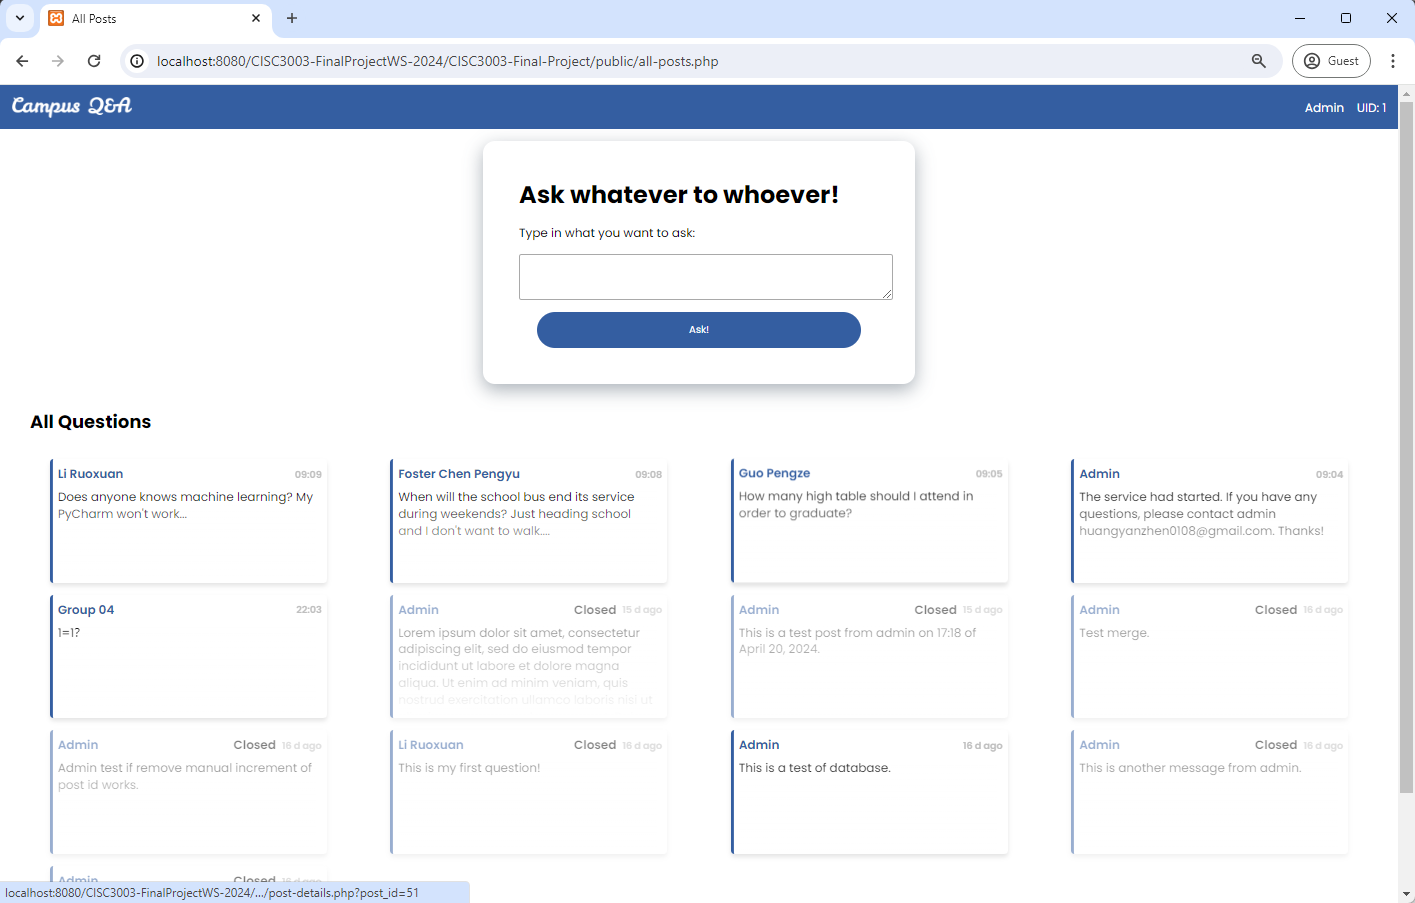 All Posts
localhost:8080/CISC3003-FinalProjectWS-2024/CISC3003-Final-Project/public/all-posts.php
Guest
Campus Q&A
Admin UID: 1
Ask whatever to whoever!
Type in what you want to ask:
Ask!
All Questions
Li Ruoxuan 09:09
Does anyone knows machine learning? My
PyCharm won't work...
Foster Chen Pengyu 09:08
When will the school bus end its service
during weekends? Just heading school
and I don't want to walk....
Guo Pengze 09:05
How many high table should I attend in
order to graduate?
Admin 09:04
The service had started. If you have any
questions, please contact admin
huangyanzhen0108@gmail.com. Thanks!
Group 04 22:03
1=1?
Admin Closed 15 d ago
Lorem ipsum dolor sit amet, consectetur
adipiscing elit, sed do eiusmod tempor
incididunt ut labore et dolore magna
aliqua. Ut enim ad minim veniam, quis
nostrud exercitation ullamco laboris nisi ut
Admin Closed 15 d ago
This is a test post from admin on 17:18 of
April 20, 2024.
Admin Closed 16 d ago
Test merge.
Admin Closed 16 d ago
Admin test if remove manual increment of
post id works.
Li Ruoxuan Closed 16 d ago
This is my first question!
Admin 16 d ago
This is a test of database.
Admin Closed 16 d ago
This is another message from admin.
Admin Closed 16 d ago
localhost:8080/CISC3003-FinalProjectWS-2024/.../post-details.php?post_id=51